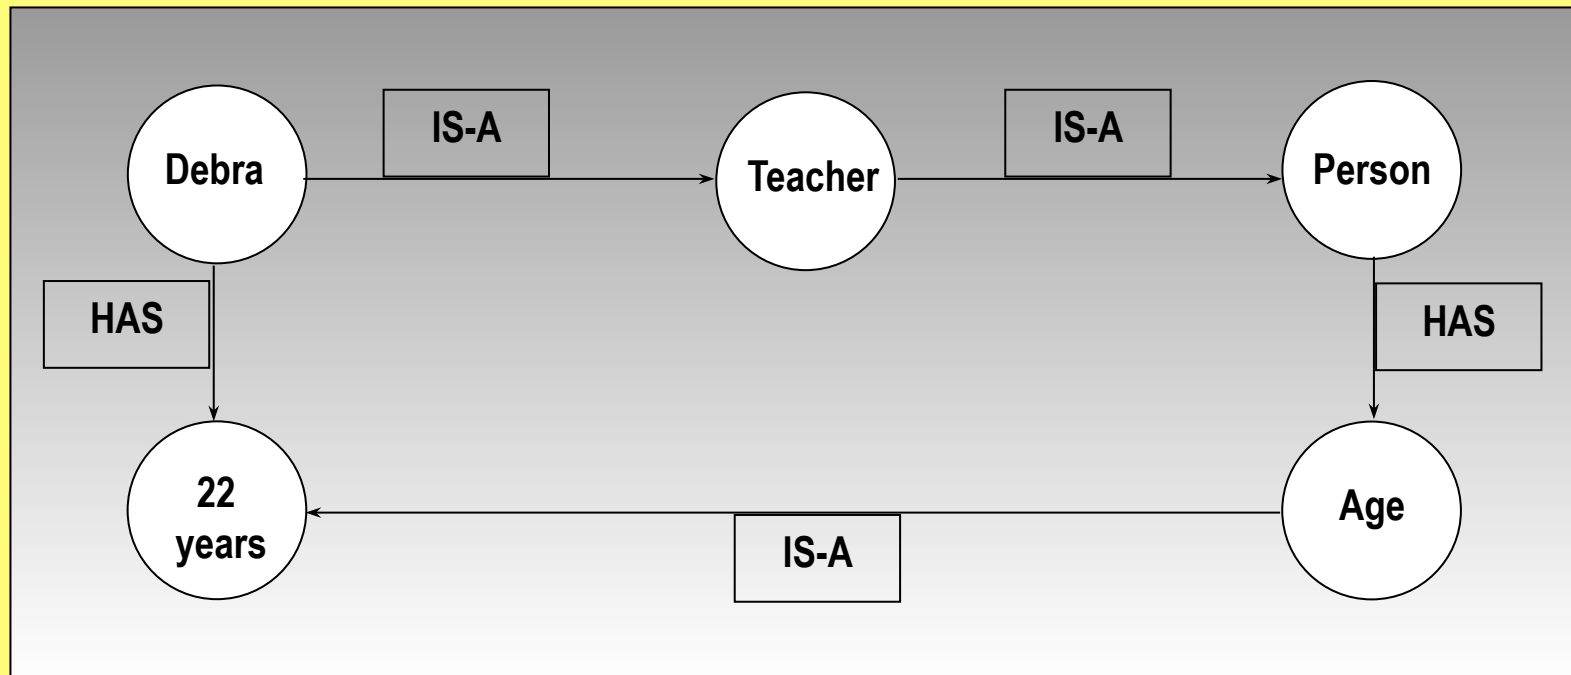 Debra
IS-A
Teacher
IS-A
Person
HAS
HAS
22
years
IS-A
Age